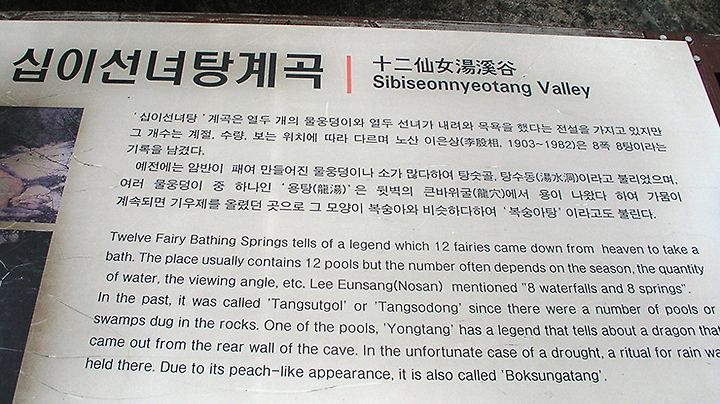 십이선녀탕계곡
十二仙女湯溪谷
Sibiseonnyeotang Valley
'십이선녀탕'계곡은 열두 개의 물웅덩이와 열두 선녀가 내려와 목욕을 했다는 전설을 가지고 있지만
그 개수는 계절, 수량, 보는 위치에 따라 다르며 노산 이은상(李殷相, 1903~1982)은 8폭 8탕이라는
기록을 남겼다.
예전에는 암반이 패여 만들어진 물웅덩이나 소가 많다하여 탕숫골, 탕수동(湯水洞)이라고 불리었으며,
여러 물웅덩이 중 하나인 '용탕(龍湯)'은 뒷벽의 큰바위굴(龍穴)에서 용이 나왔다 하여 가뭄이
계속되면 기우제를 올렸던 곳으로 그 모양이 복숭아와 비슷하다하여 '복숭아탕'이라고도 불린다.
Twelve Fairy Bathing Springs tells of a legend which 12 fairies came down from heaven to take a
bath. The place usually contains 12 pools but the number often depends on the season, the quantity
of water, the viewing angle, etc. Lee Eunsang(Nosan) mentioned "8 waterfalls and 8 springs".
In the past, it was called 'Tangsutgol' or 'Tangsodong' since there were a number of pools or
swamps dug in the rocks. One of the pools, 'Yongtang' has a legend that tells about a dragon that
came out from the rear wall of the cave. In the unfortunate case of a drought, a ritual for rain wa
held there. Due to its peach-like appearance, it is also called 'Boksungatang'.